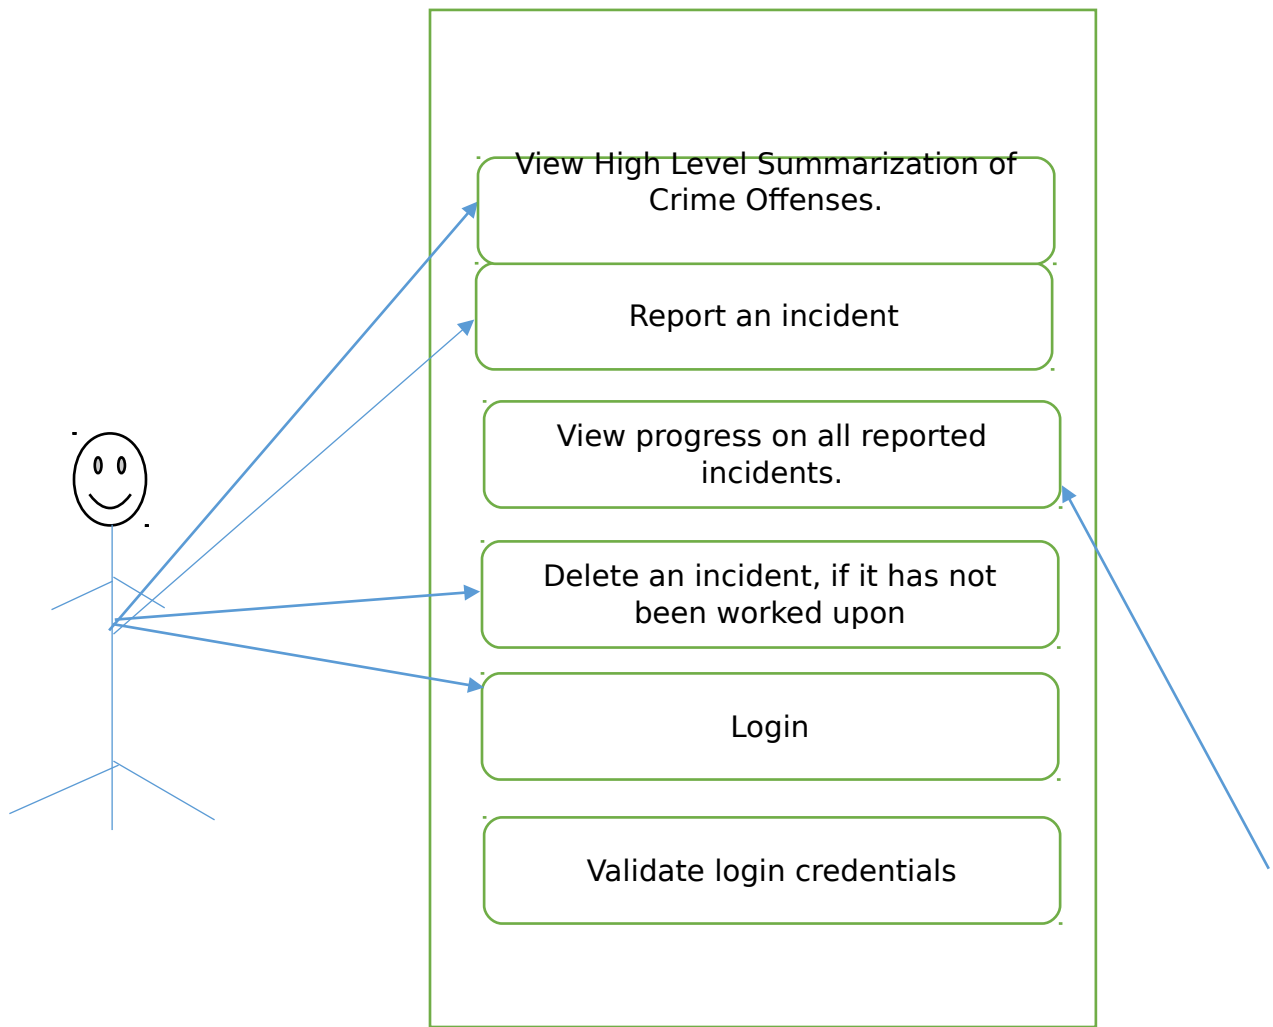 View High Level Summarization of
Crime Offenses.
Report an incident
View progress on all reported
incidents.
Delete an incident, if it has not
been worked upon
Login
Validate login credentials